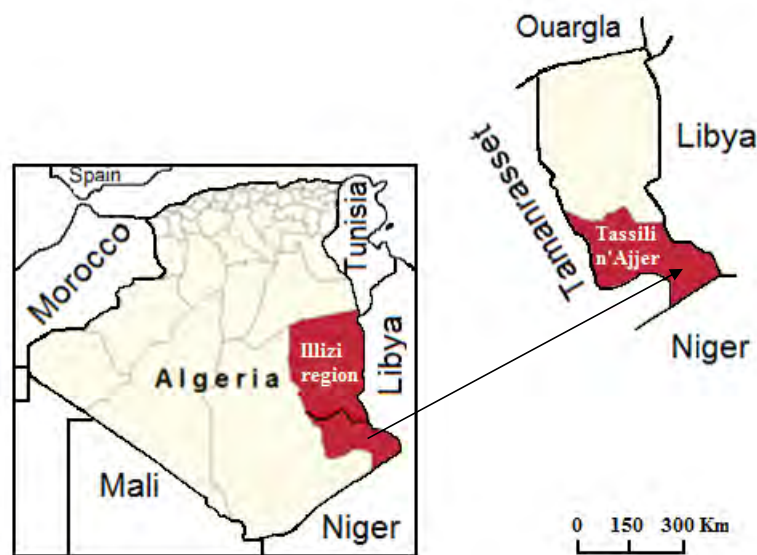 Spain
Morocco
Tunisia
Libya
Algeria
Illizi
region
Mali
Niger
Ouargla
Tamanrasset
Libya
Tassili
n'Ajjer
Niger
0 150 300 Km